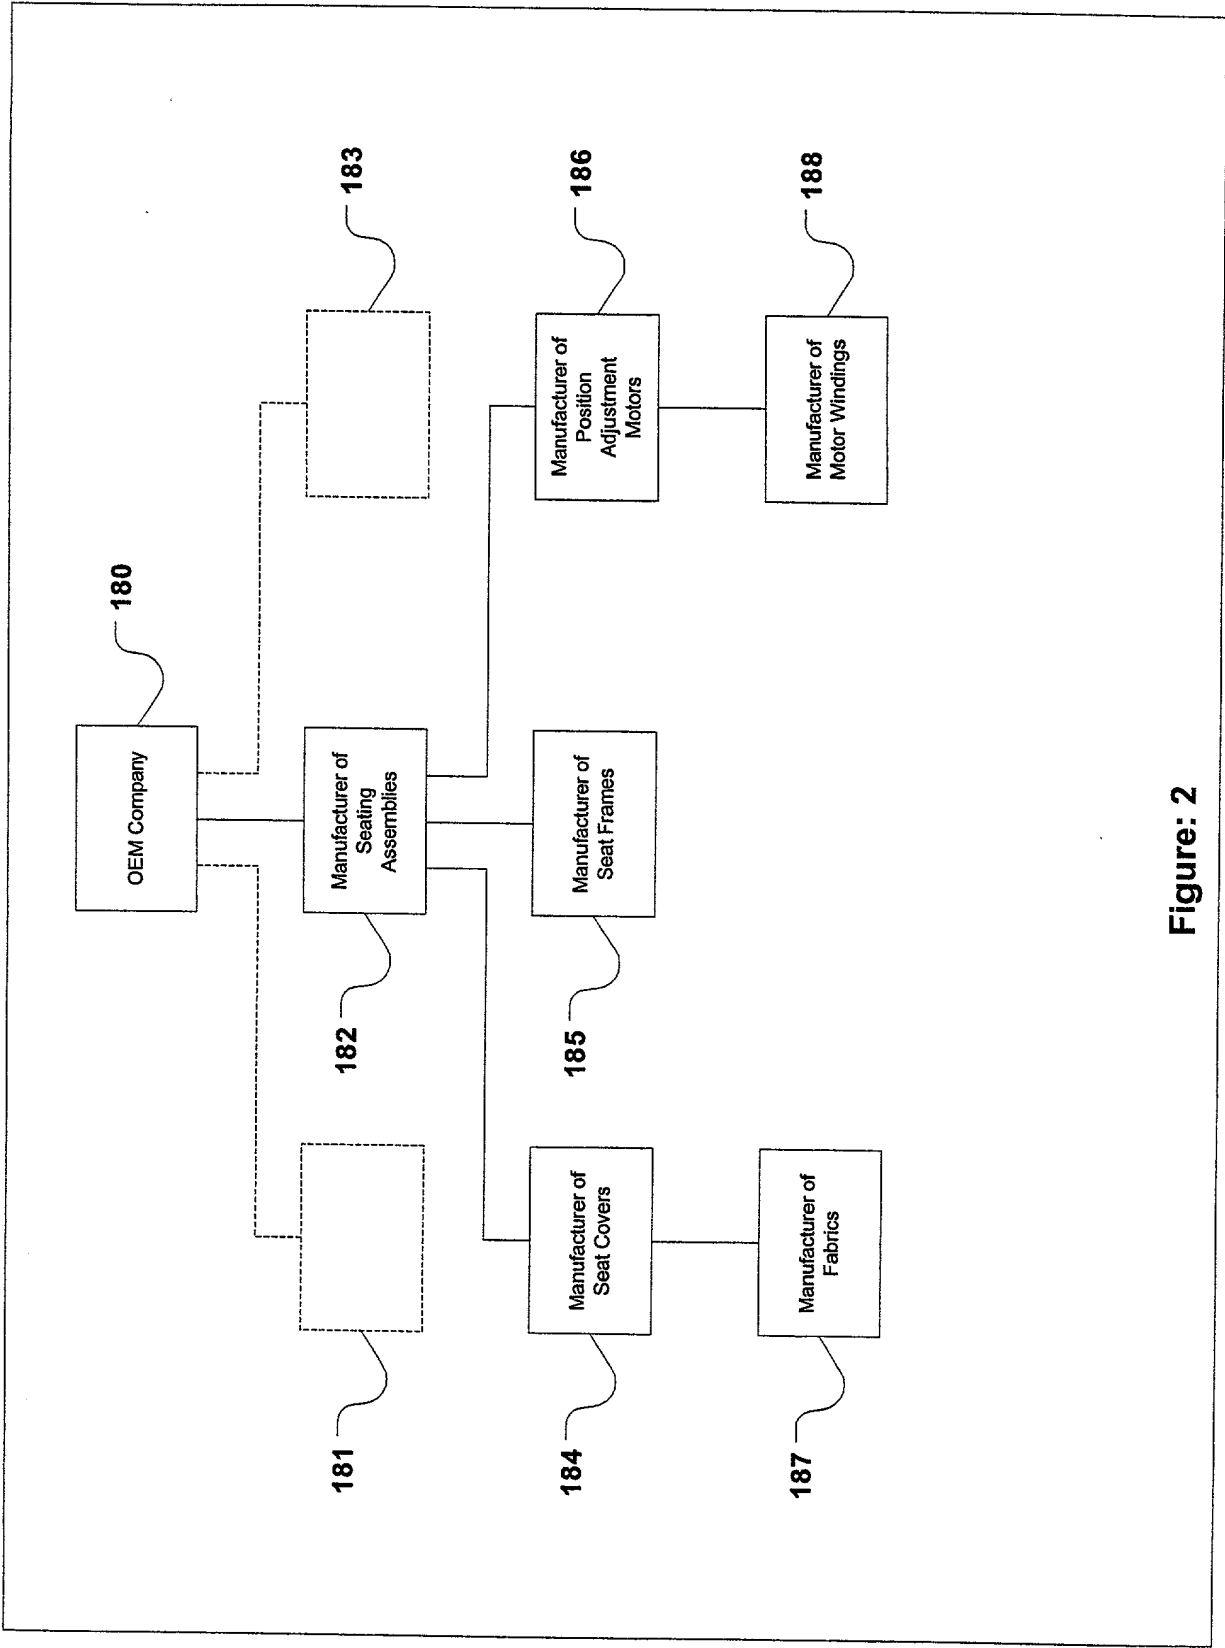 180
OEM Company
181
182
Manufacturer of
Seating
Assemblies
183
184
Manufacturer of
Seat Covers
185
Manufacturer of
Seat Frames
Manufacturer of
Position
Adjustment
Motors
186
187
Manufacturer of
Fabrics
Manufacturer of
Motor Windings
188
Figure: 2